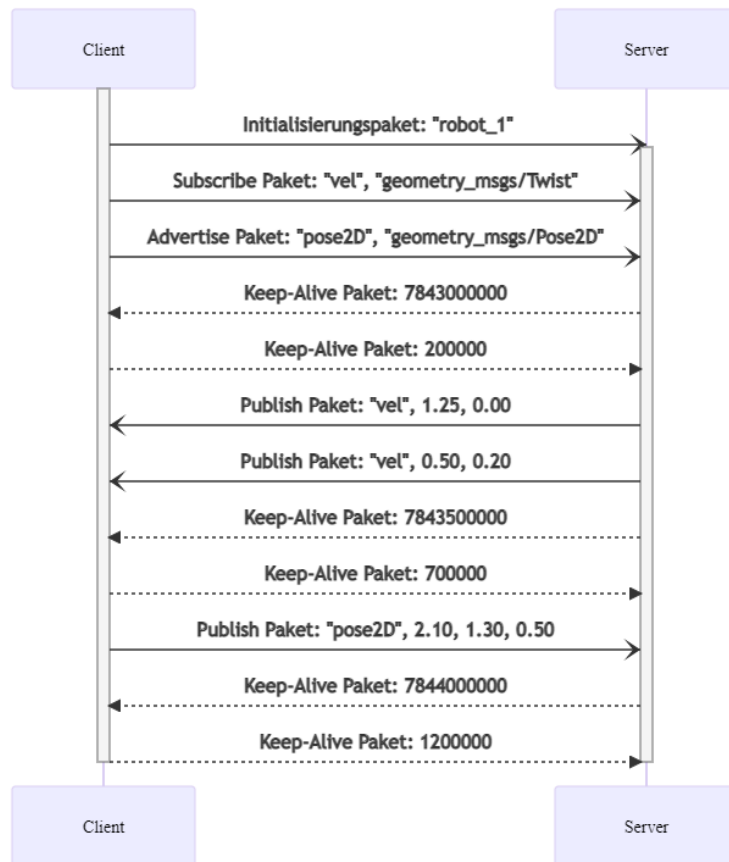 Client
Server
Initialisierungspaket: "robot_1"
Subscribe Paket: "vel", "geometry_msgs/Twist"
Advertise Paket: "pose2D", "geometry_msgs/Pose2D"
Keep-Alive Paket: 7843000000
Keep-Alive Paket: 200000
Publish Paket: "vel", 1.25, 0.00
Publish Paket: "vel", 0.50, 0.20
Keep-Alive Paket: 7843500000
Keep-Alive Paket: 700000
Publish Paket: "pose2D", 2.10, 1.30, 0.50
Keep-Alive Paket: 7844000000
Keep-Alive Paket: 1200000
Client
Server